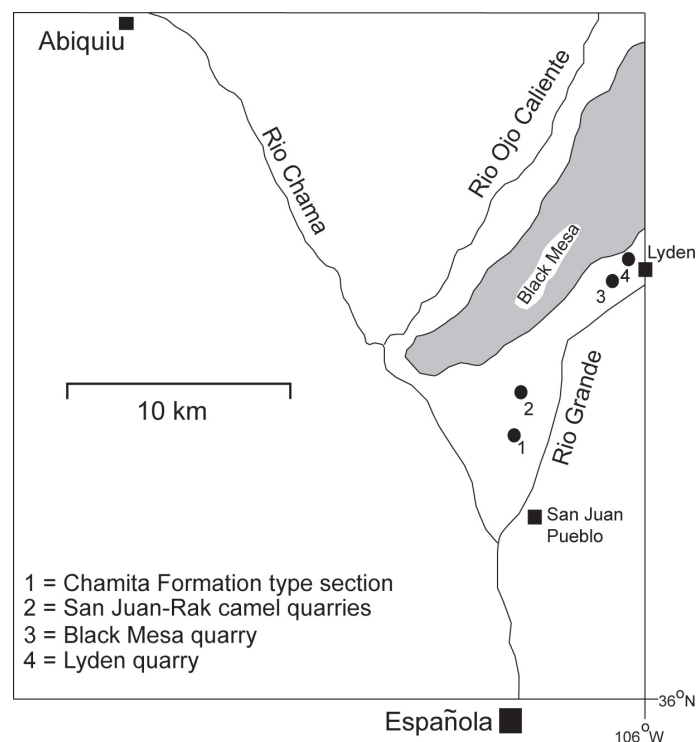 Abiquiu
Rio Chama
Rio Ojo Caliente
Black Mesa
Lyden
4
3
10 km
2
1
Rio Grande
San Juan
Pueblo
1 = Chamita Formation type section
2 = San Juan-Rak camel quarries
3 = Black Mesa quarry
4 = Lyden quarry
36°N
Española
106°W